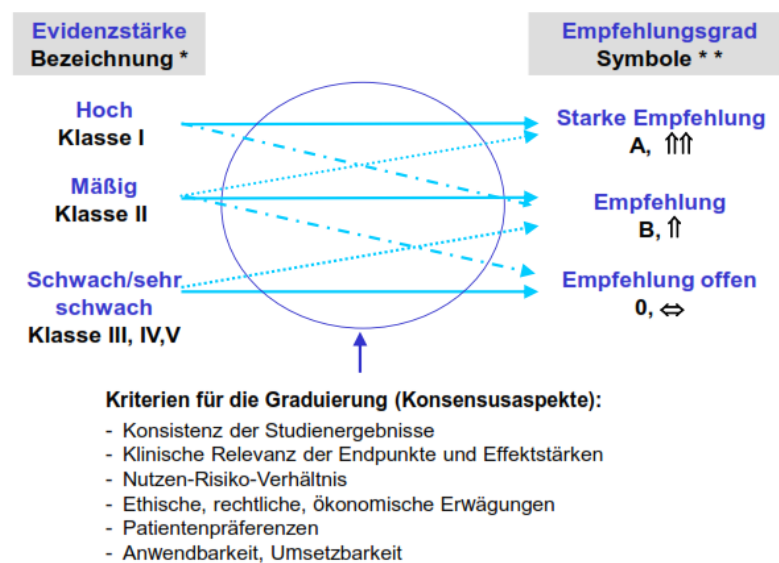 Evidenzstärke
Bezeichnung *
Empfehlungsgrad
Symbole * *
Hoch
Klasse I
Starke Empfehlung
A, ⇑⇑
Mäßig
Klasse II
Empfehlung
B, ⇑
Schwach/sehr
schwach
Klasse III, IV,V
Empfehlung offen
0, ⇔
Kriterien für die Graduierung (Konsensusaspekte):
- Konsistenz der Studienergebnisse
- Klinische Relevanz der Endpunkte und Effektstärken
- Nutzen-Risiko-Verhältnis
- Ethische, rechtliche, ökonomische Erwägungen
- Patientenpräferenzen
- Anwendbarkeit, Umsetzbarkeit